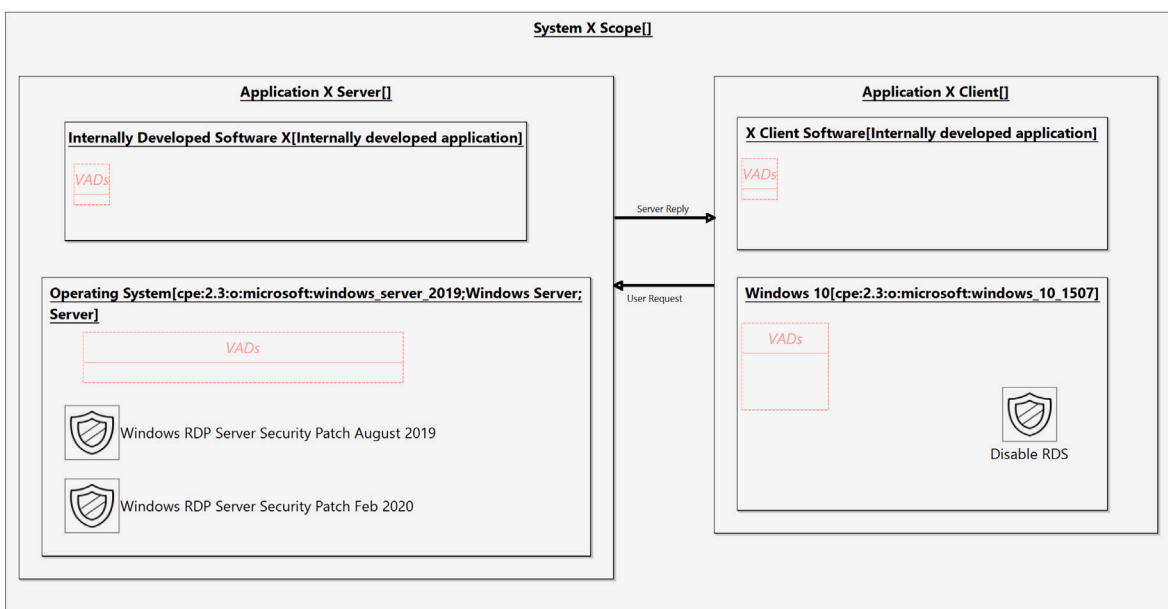 System X Scope[]
Application X Server[]
Internally Developed Software X[Internally developed application]
VADs
Operating System[cpe:2.3:o:microsoft:windows_server_2019;Windows Server;
Server]
VADs
Windows RDP Server Security Patch August 2019
Windows RDP Server Security Patch Feb 2020
Server Reply
User Request
Application X Client[]
X Client Software[Internally developed application]
VADs
Windows 10[cpe:2.3:o:microsoft:windows_10_1507]
VADs
Disable RDS